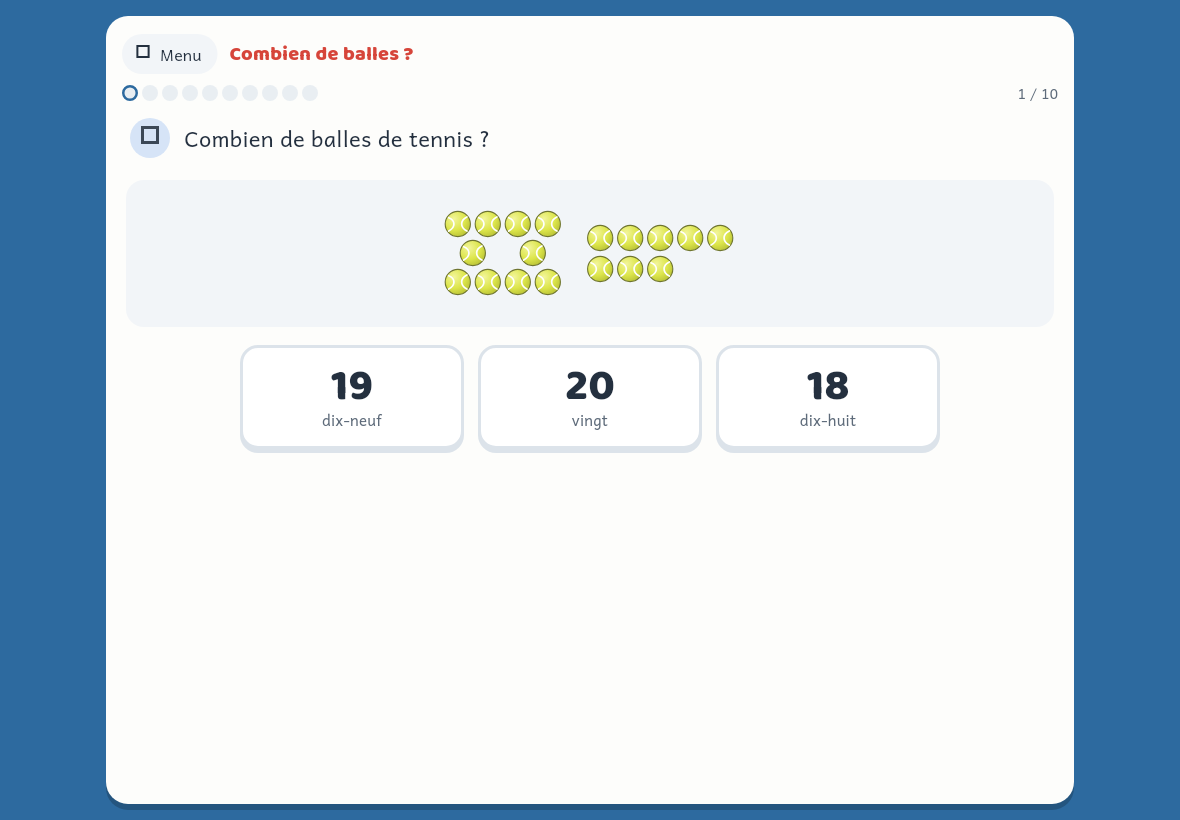 Menu
Combien de balles ?
1 / 10
Combien de balles de tennis ?
19
dix-neuf
20
vingt
18
dix-huit